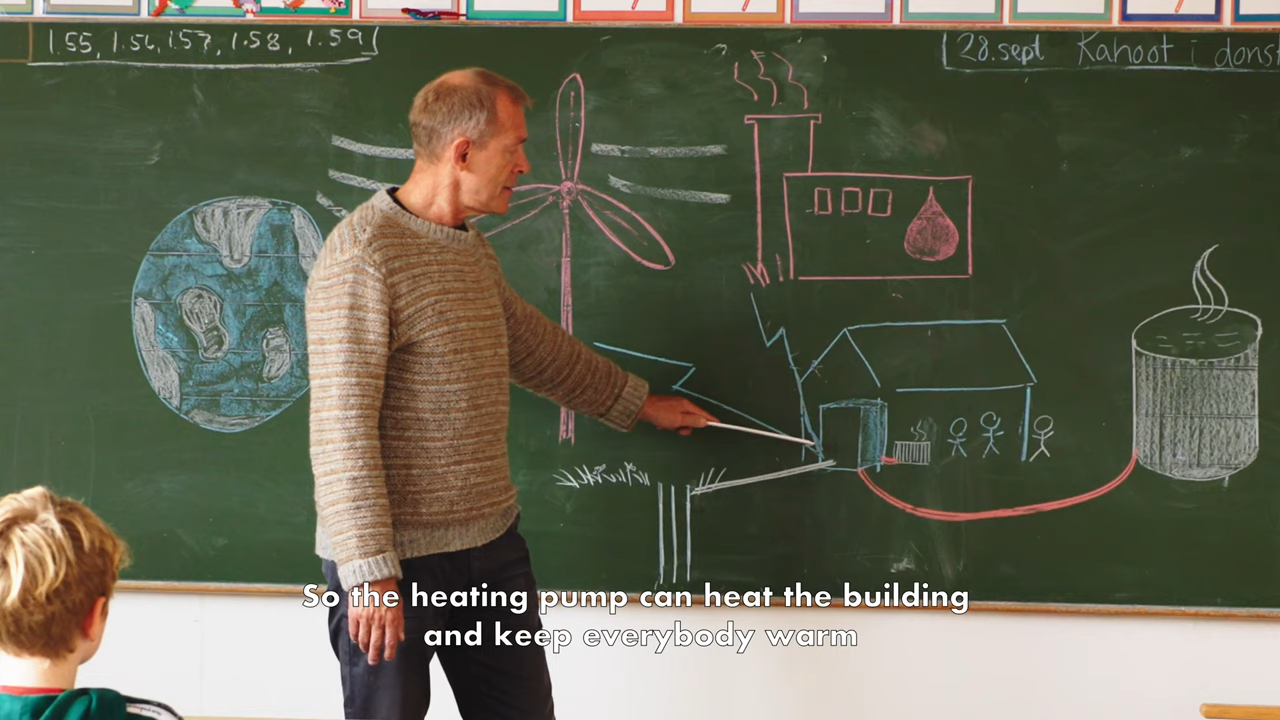 1.55, 1.56, 1.57, 1.58, 1.59
28.sept Kahoot i dons
So the heating pump can heat the building
and keep everybody warm